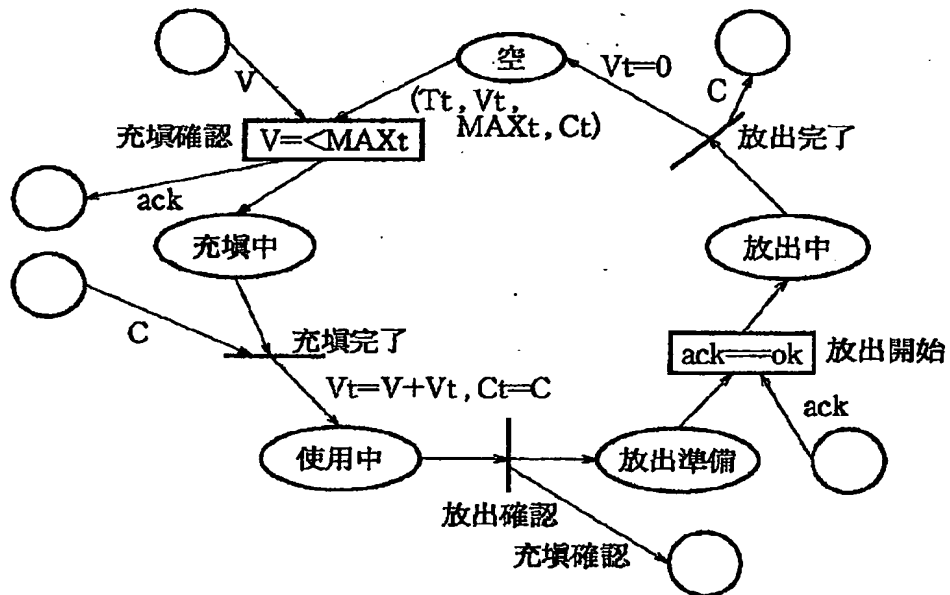 空
Vt=0
C
V
(Tt, Vt,
MAXt, Ct)
充填確認
V=<MAXt
放出完了
ack
充填中
放出中
C
充填完了
ack==ok
放出開始
Vt=V+Vt, Ct=C
ack
使用中
放出準備
放出確認
充填確認